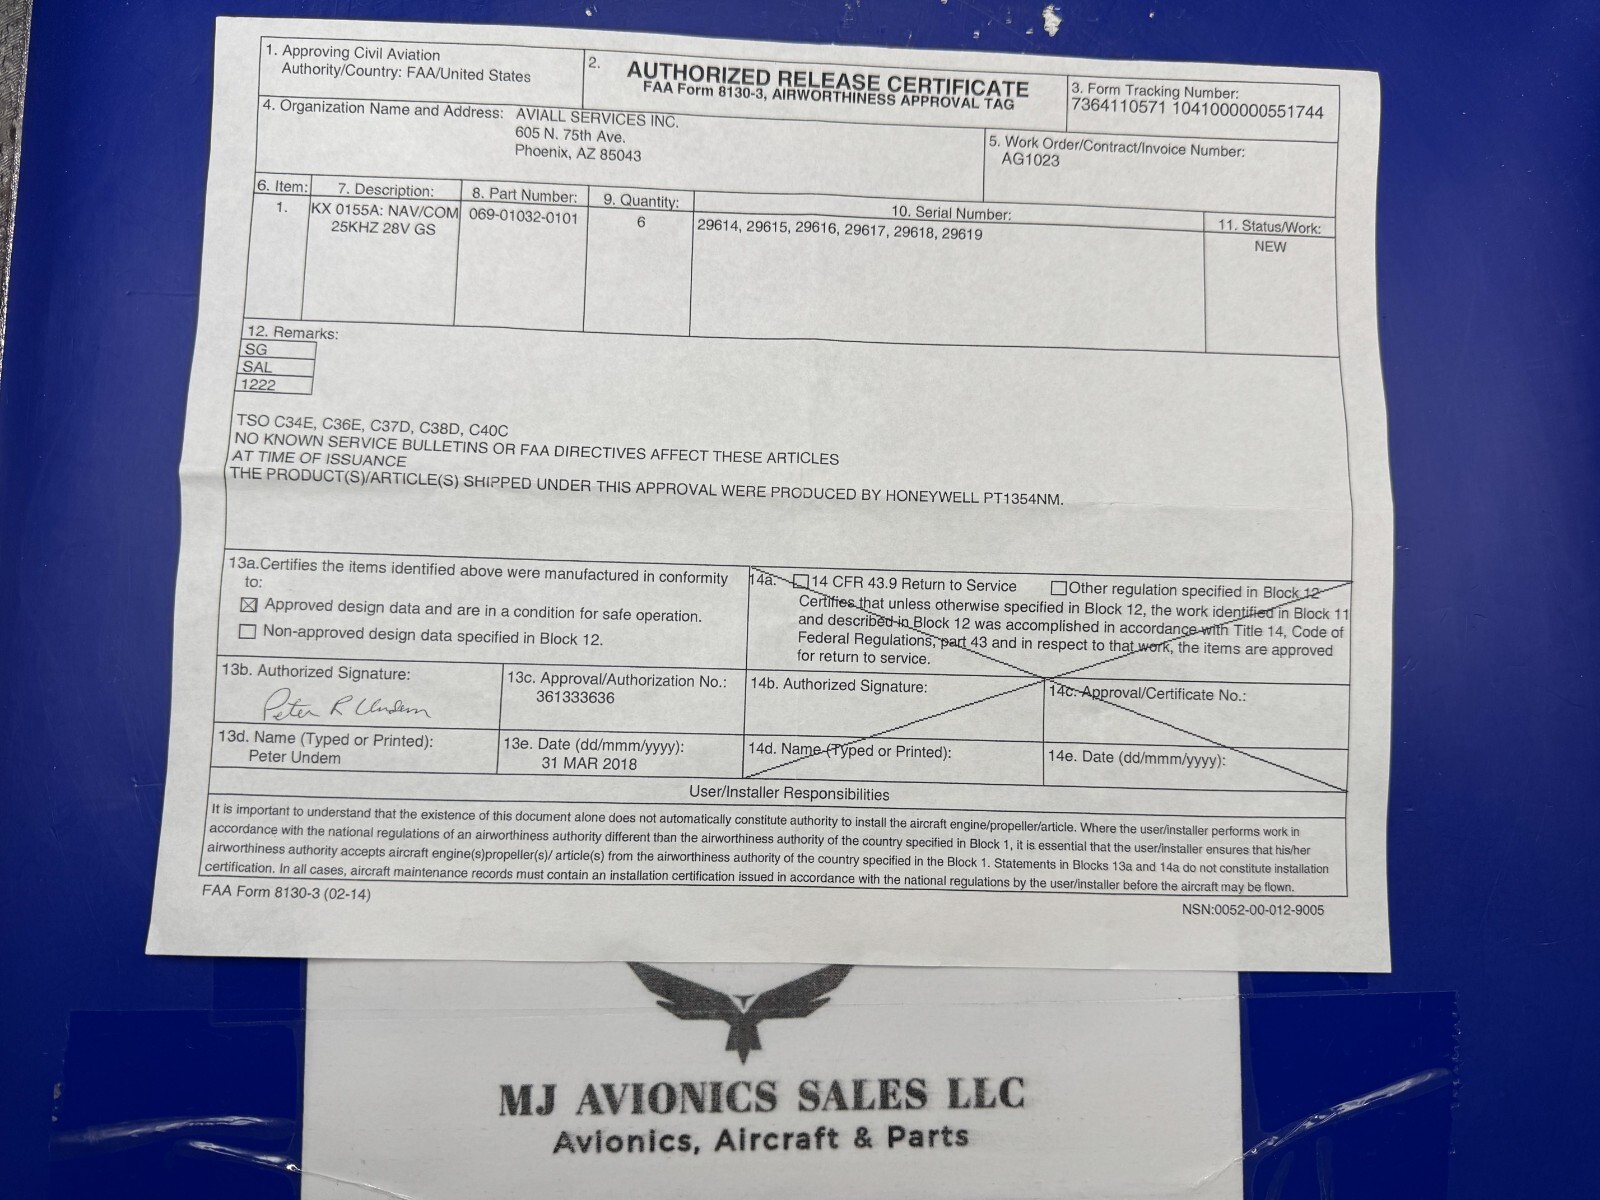 1. Approving Civil Aviation
Authority/Country: FAA/United States
2.
AUTHORIZED RELEASE CERTIFICATE
FAA Form 8130-3, AIRWORTHINESS APPROVAL TAG
3. Form Tracking Number:
7364110571 1041000000551744
4. Organization Name and Address: AVIALL SERVICES INC.
605 N. 75th Ave.
Phoenix, AZ 85043
5. Work Order/Contract/Invoice Number:
AG1023
6. Item: 7. Description: 8. Part Number: 9. Quantity: 10. Serial Number: 11. Status/Work:
1. KX 0155A: NAV/COM 069-01032-0101 6 29614, 29615, 29616, 29617, 29618, 29619 NEW
25KHZ 28V GS
12. Remarks:
SG
SAL
1222
TSO C34E, C36E, C37D, C38D, C40C
NO KNOWN SERVICE BULLETINS OR FAA DIRECTIVES AFFECT THESE ARTICLES
AT TIME OF ISSUANCE
THE PRODUCT(S)/ARTICLE(S) SHIPPED UNDER THIS APPROVAL WERE PRODUCED BY HONEYWELL PT1354NM.
13a.Certifies the items identified above were manufactured in conformity
to:
Approved design data and are in a condition for safe operation.
Non-approved design data specified in Block 12.
14a. 14 CFR 43.9 Return to Service Other regulation specified in Block 12
Certifies that unless otherwise specified in Block 12, the work identified in Block 11
and described in Block 12 was accomplished in accordance with Title 14, Code of
Federal Regulations, part 43 and in respect to that work, the items are approved
for return to service.
13b. Authorized Signature:
Peter R Undem
13c. Approval/Authorization No.:
361333636
14b. Authorized Signature:
14c. Approval/Certificate No.:
13d. Name (Typed or Printed):
Peter Undem
13e. Date (dd/mmm/yyyy):
31 MAR 2018
14d. Name (Typed or Printed):
14e. Date (dd/mmm/yyyy):
User/Installer Responsibilities
It is important to understand that the existence of this document alone does not automatically constitute authority to install the aircraft engine/propeller/article. Where the user/installer performs work in
accordance with the national regulations of an airworthiness authority different than the airworthiness authority of the country specified in Block 1, it is essential that the user/installer ensures that his/her
airworthiness authority accepts aircraft engine(s)propeller(s)/ article(s) from the airworthiness authority of the country specified in the Block 1. Statements in Blocks 13a and 14a do not constitute installation
certification. In all cases, aircraft maintenance records must contain an installation certification issued in accordance with the national regulations by the user/installer before the aircraft may be flown.
FAA Form 8130-3 (02-14)
NSN:0052-00-012-9005
MJ AVIONICS SALES LLC
Avionics, Aircraft & Parts